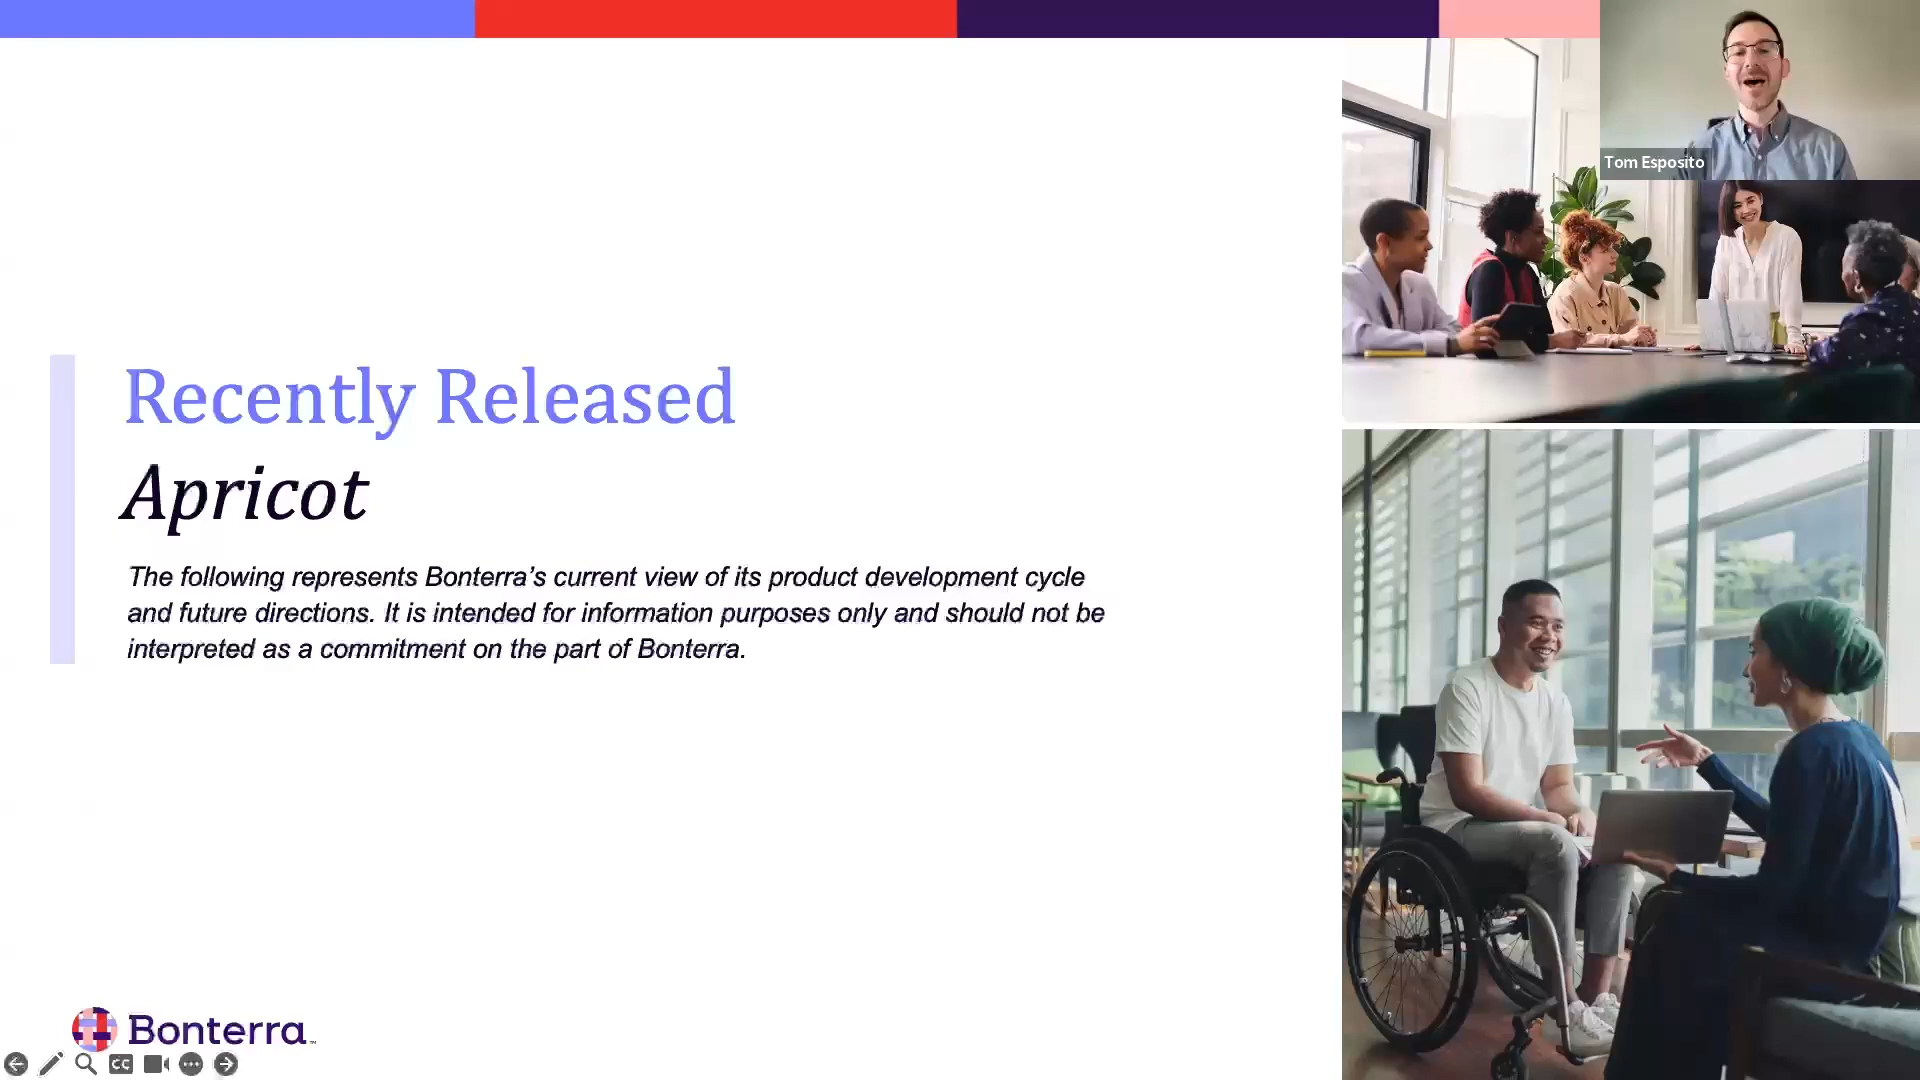 Tom Esposito
Recently Released
Apricot
The following represents Bonterra's current view of its product development cycle
and future directions. It is intended for information purposes only and should not be
interpreted as a commitment on the part of Bonterra.
Bonterra™
CC